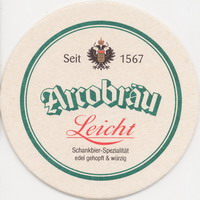 Seit 1567
Arcobräu
Leicht
Schankbier-Spezialität
edel gehopft & würzig